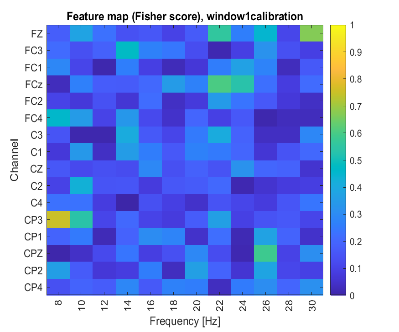 Feature map (Fisher score), window1calibration
Channel
FZ
FC3
FC1
FCz
FC2
FC4
C3
C1
CZ
C2
C4
CP3
CP1
CPZ
CP2
CP4
8 10 12 14 16 18 20 22 24 26 28 30
Frequency [Hz]
1
0.9
0.8
0.7
0.6
0.5
0.4
0.3
0.2
0.1
0